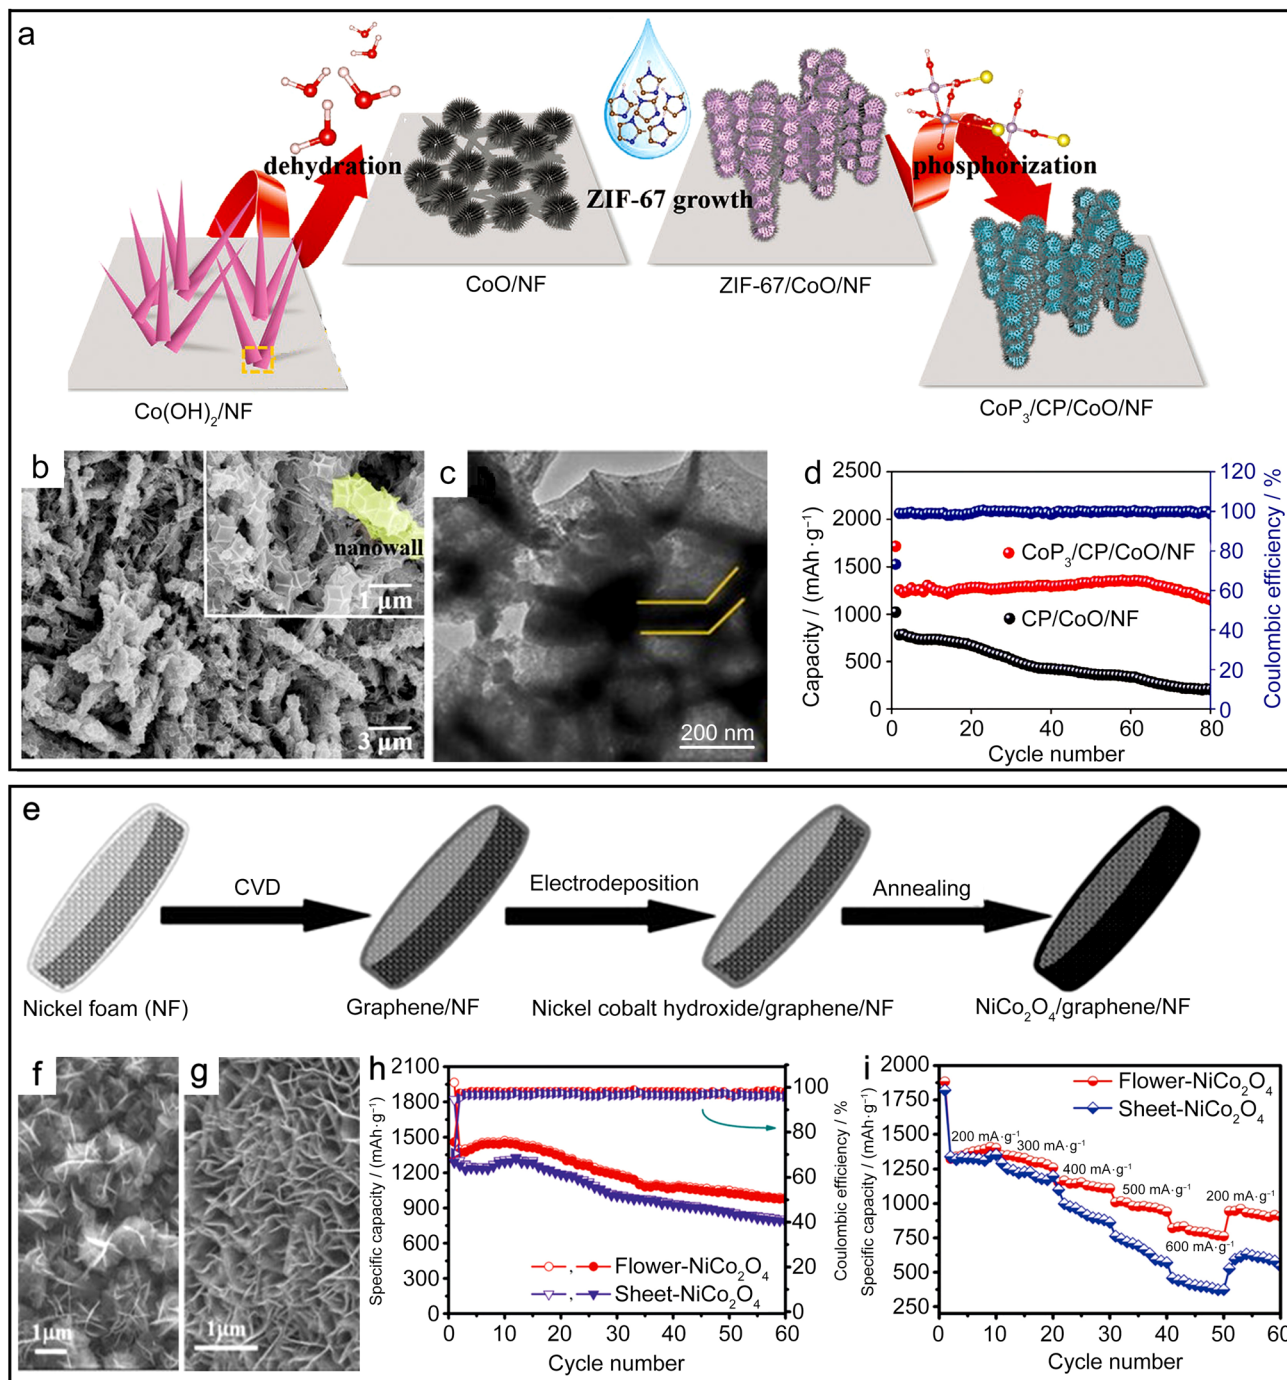 a
dehydration
ZIF-67 growth
phosphorization
CoO/NF
ZIF-67/CoO/NF
Co(OH)₂/NF
CoP₃/CP/CoO/NF
b
nanowall
1 μm
3 μm
c
200 nm
d
2500
2000
1500
1000
500
0
Capacity / (mAh·g⁻¹)
120
100
80
60
40
20
0
Coulombic efficiency / %
CoP₃/CP/CoO/NF
CP/CoO/NF
0 20 40 60 80
Cycle number
e
CVD
Electrodeposition
Annealing
Nickel foam (NF)
Graphene/NF
Nickel cobalt hydroxide/graphene/NF
NiCo₂O₄/graphene/NF
f
1μm
g
1μm
h
2100
1800
1500
1200
900
600
300
0
Specific capacity / (mAh·g⁻¹)
100
80
60
40
20
0
Coulombic efficiency / %
, Flower-NiCo₂O₄
, Sheet-NiCo₂O₄
0 10 20 30 40 50 60
Cycle number
i
2000
1750
1500
1250
1000
750
500
250
Specific capacity / (mAh·g⁻¹)
Flower-NiCo₂O₄
Sheet-NiCo₂O₄
200 mA·g⁻¹
300 mA·g⁻¹
400 mA·g⁻¹
500 mA·g⁻¹
600 mA·g⁻¹
200 mA·g⁻¹
0 10 20 30 40 50 60
Cycle number